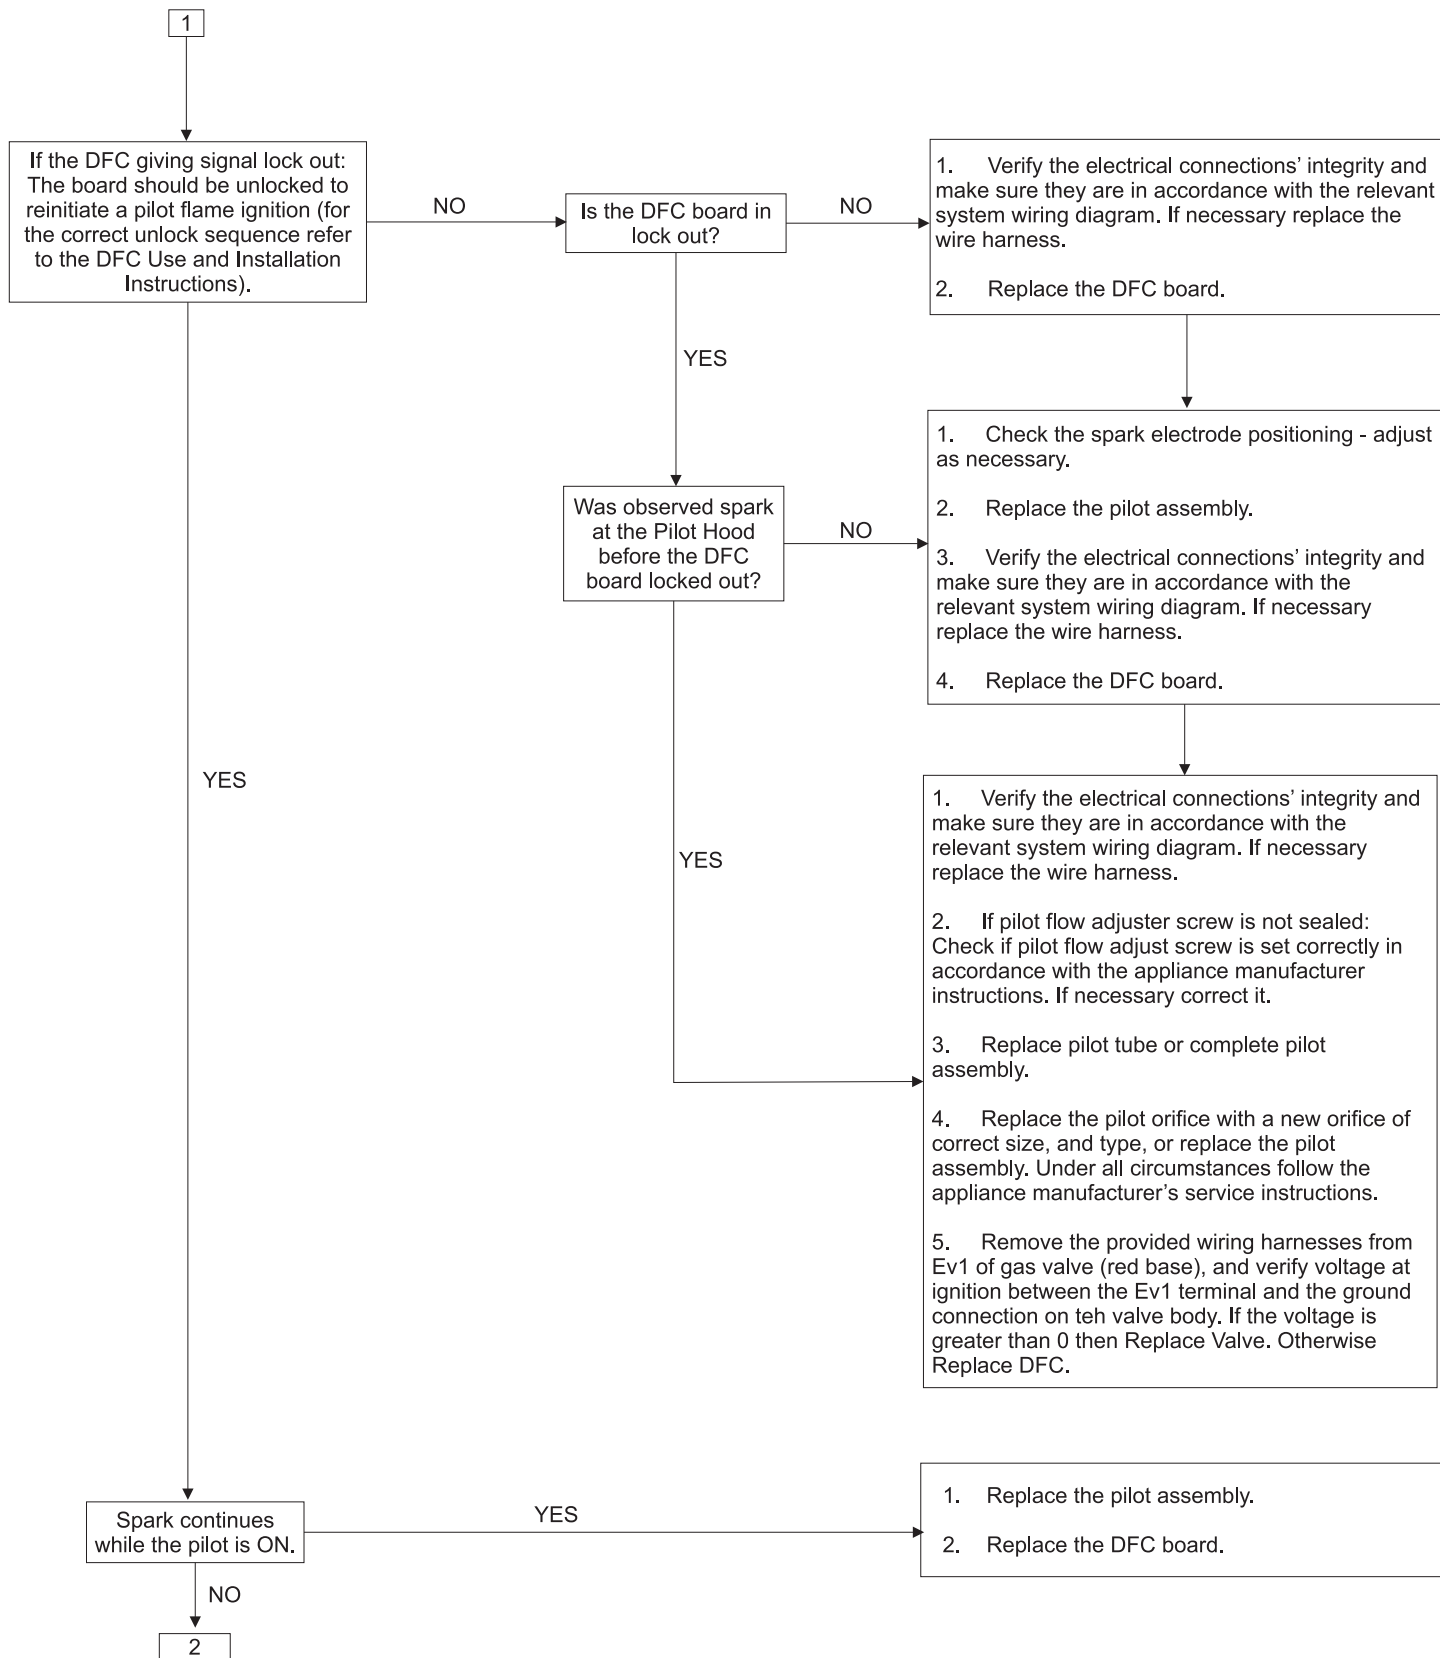 1
If the DFC giving signal lock out:
The board should be unlocked to
reinitiate a pilot flame ignition (for
the correct unlock sequence refer
to the DFC Use and Installation
Instructions).
NO
Is the DFC board in
lock out?
NO
1. Verify the electrical connections’ integrity and
make sure they are in accordance with the relevant
system wiring diagram. If necessary replace the
wire harness.
2. Replace the DFC board.
YES
1. Check the spark electrode positioning - adjust
as necessary.
2. Replace the pilot assembly.
3. Verify the electrical connections’ integrity and
make sure they are in accordance with the
relevant system wiring diagram. If necessary
replace the wire harness.
4. Replace the DFC board.
Was observed spark
at the Pilot Hood
before the DFC
board locked out?
NO
YES
YES
1. Verify the electrical connections’ integrity and
make sure they are in accordance with the
relevant system wiring diagram. If necessary
replace the wire harness.
2. If pilot flow adjuster screw is not sealed:
Check if pilot flow adjust screw is set correctly in
accordance with the appliance manufacturer
instructions. If necessary correct it.
3. Replace pilot tube or complete pilot
assembly.
4. Replace the pilot orifice with a new orifice of
correct size, and type, or replace the pilot
assembly. Under all circumstances follow the
appliance manufacturer’s service instructions.
5. Remove the provided wiring harnesses from
Ev1 of gas valve (red base), and verify voltage at
ignition between the Ev1 terminal and the ground
connection on teh valve body. If the voltage is
greater than 0 then Replace Valve. Otherwise
Replace DFC.
Spark continues
while the pilot is ON.
YES
1. Replace the pilot assembly.
2. Replace the DFC board.
NO
2